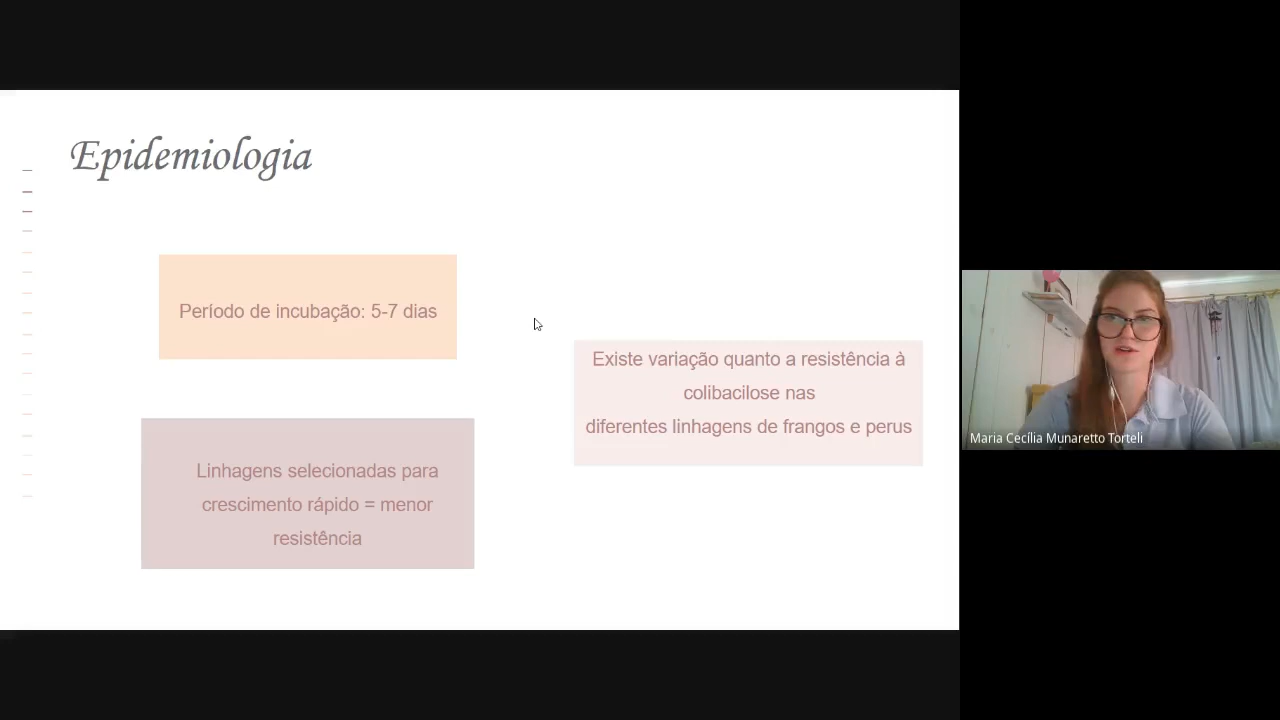 Epidemiologia
Período de incubação: 5-7 dias
Existe variação quanto a resistência à
colibacilose nas
diferentes linhagens de frangos e perus
Linhagens selecionadas para
crescimento rápido = menor
resistência
Maria Cecília Munaretto Torteli